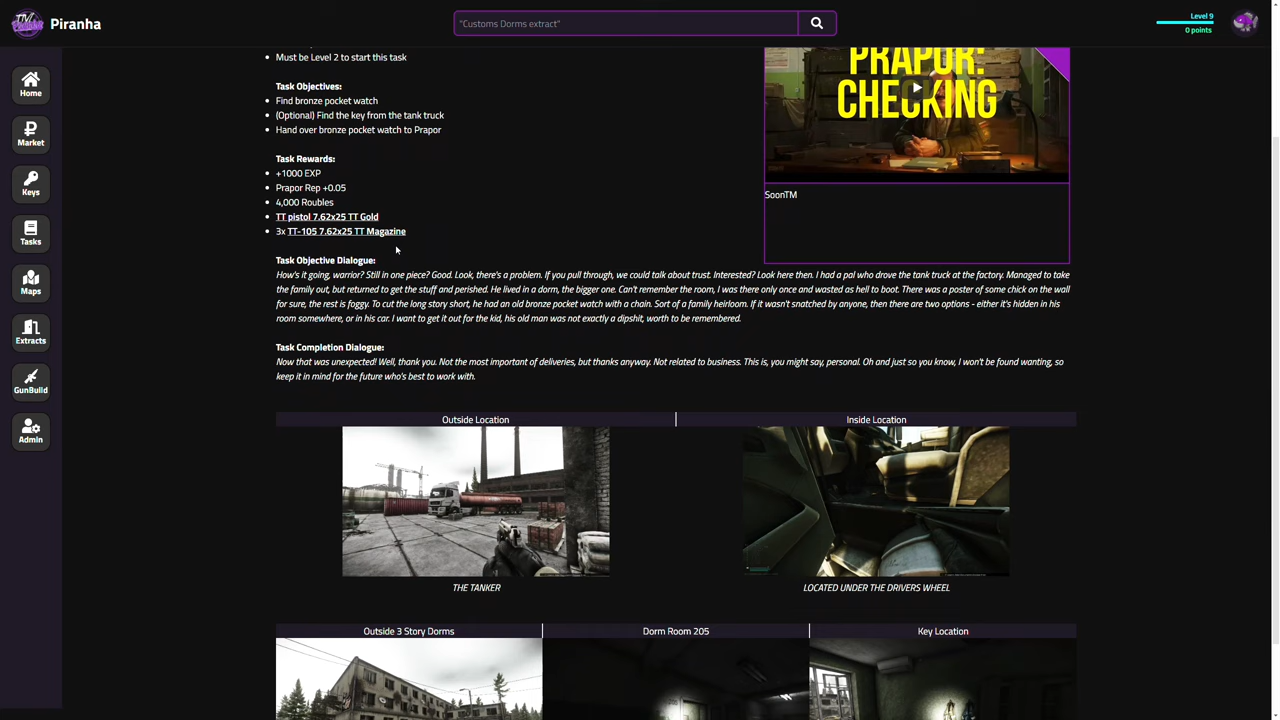 Piranha
"Customs Dorms extract"
Level 9
0 points
Home
Market
Keys
Tasks
Maps
Extracts
GunBuild
Admin
Must be Level 2 to start this task
Task Objectives:
Find bronze pocket watch
(Optional) Find the key from the tank truck
Hand over bronze pocket watch to Prapor
Task Rewards:
+1000 EXP
Prapor Rep +0.05
4,000 Roubles
TT pistol 7.62x25 TT Gold
3x TT-105 7.62x25 TT Magazine
PRAPOR:
CHECKING
SoonTM
Task Objective Dialogue:
How's it going, warrior? Still in one piece? Good. Look, there's a problem. If you pull through, we could talk about trust. Interested? Look here then. I had a pal who drove the tank truck at the factory. Managed to
take the family out, but returned to get the stuff and perished. He lived in a dorm, the bigger one. Can't remember the room, I was there only once and wasted as hell to boot. There was a poster of some chick on the wall
for sure, the rest is foggy. To cut the long story short, he had an old bronze pocket watch with a chain. Sort of a family heirloom. If it wasn't snatched by anyone, then there are two options - either it's hidden in his
room somewhere, or in his car. I want to get it out for the kid, his old man was not exactly a dipshit, worth to be remembered.
Task Completion Dialogue:
Now that was unexpected! Well, thank you. Not the most important of deliveries, but thanks anyway. Not related to business. This is, you might say, personal. Oh and just so you know, I won't be found wanting, so
keep it in mind for the future who's best to work with.
Outside Location
Inside Location
THE TANKER
LOCATED UNDER THE DRIVERS WHEEL
Outside 3 Story Dorms
Dorm Room 205
Key Location